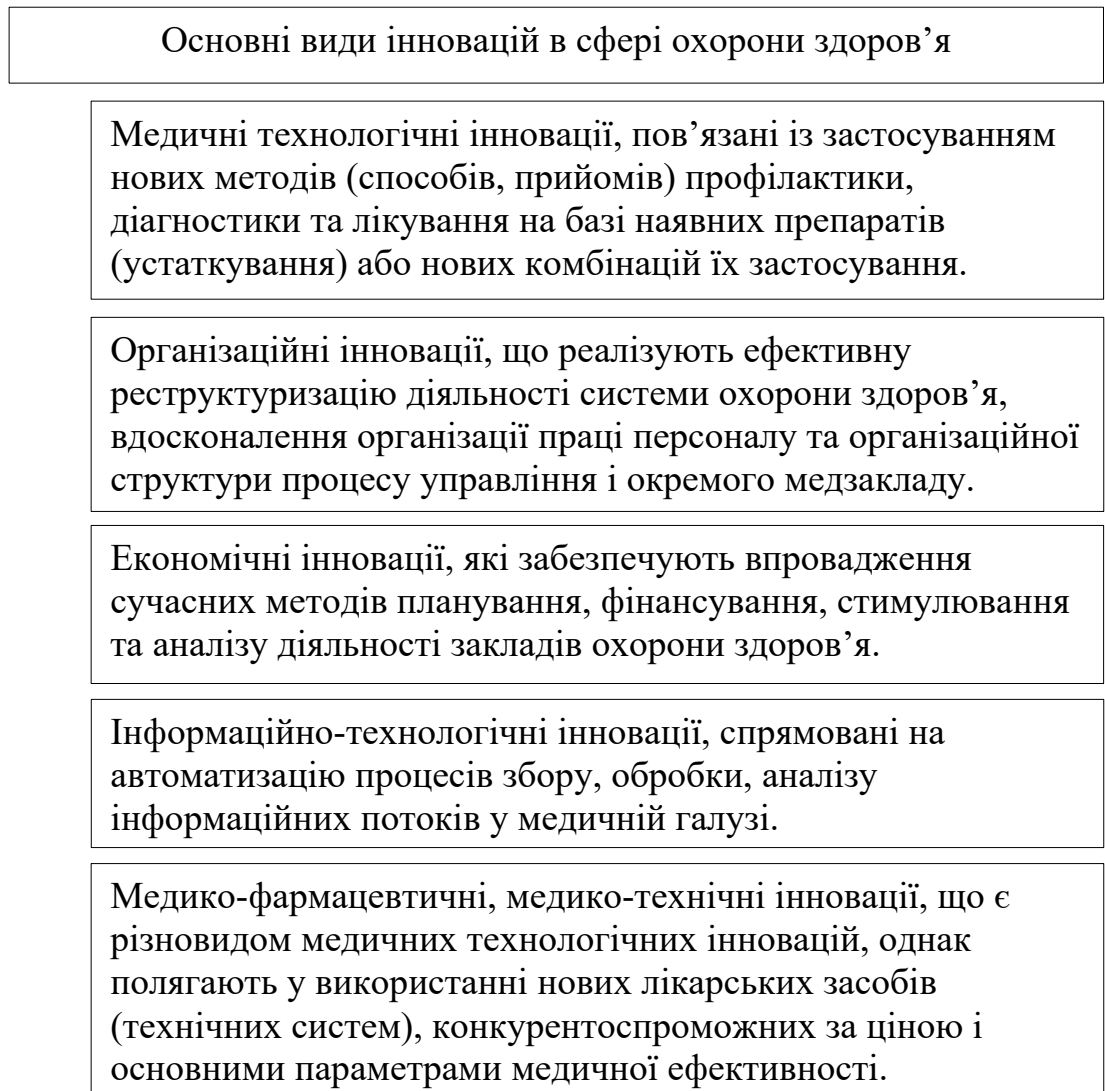 Основні види інновацій в сфері охорони здоров’я
Медичні технологічні інновації, пов’язані із застосуванням
нових методів (способів, прийомів) профілактики,
діагностики та лікування на базі наявних препаратів
(устаткування) або нових комбінацій їх застосування.
Організаційні інновації, що реалізують ефективну
реструктуризацію діяльності системи охорони здоров’я,
вдосконалення організації праці персоналу та організаційної
структури процесу управління і окремого медзакладу.
Економічні інновації, які забезпечують впровадження
сучасних методів планування, фінансування, стимулювання
та аналізу діяльності закладів охорони здоров’я.
Інформаційно-технологічні інновації, спрямовані на
автоматизацію процесів збору, обробки, аналізу
інформаційних потоків у медичній галузі.
Медико-фармацевтичні, медико-технічні інновації, що є
різновидом медичних технологічних інновацій, однак
полягають у використанні нових лікарських засобів
(технічних систем), конкурентоспроможних за ціною і
основними параметрами медичної ефективності.